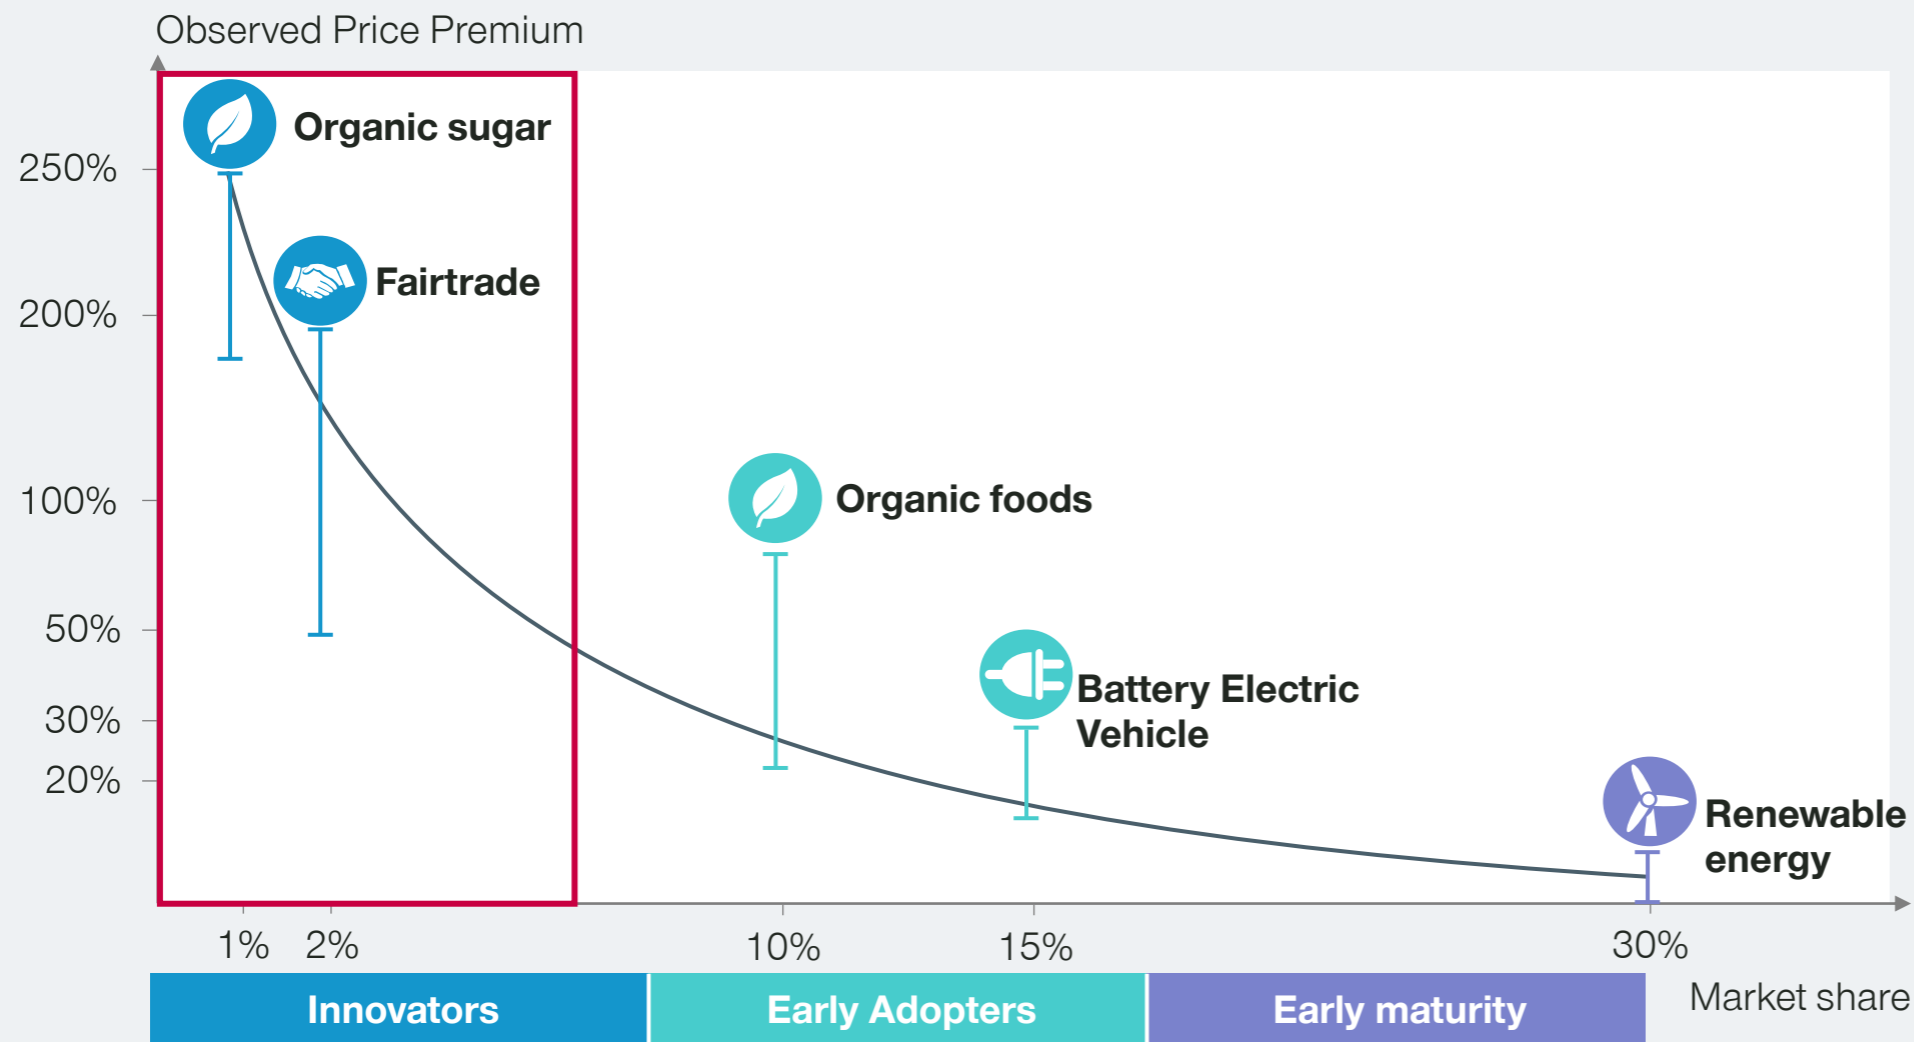 Observed Price Premium
Organic sugar
250%
Fairtrade
200%
100%
Organic foods
50%
Battery Electric
Vehicle
30%
20%
Renewable
energy
1%
2%
10%
15%
30%
Market share
Innovators
Early Adopters
Early maturity